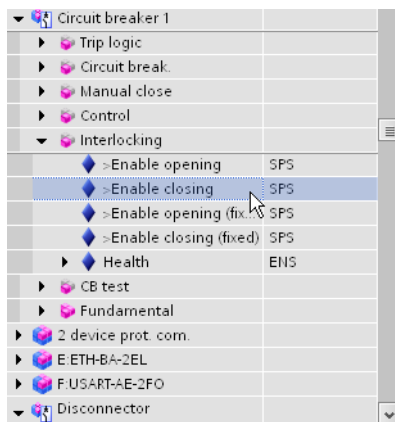 Circuit breaker 1
Trip logic
Circuit break.
Manual close
Control
Interlocking
>Enable opening SPS
>Enable closing SPS
>Enable opening (fix... SPS
>Enable closing (fixed) SPS
Health ENS
CB test
Fundamental
2 device prot. com.
E:ETH-BA-2EL
F:USART-AE-2FO
Disconnector